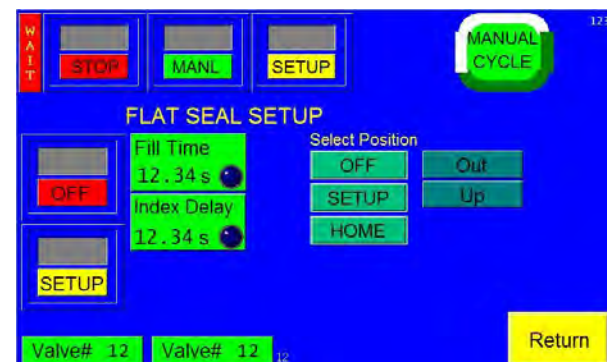 WAIT
STOP
MANL
SETUP
MANUAL
CYCLE
123
FLAT SEAL SETUP
OFF
SETUP
Fill Time
12.34 s
Index Delay
12.34 s
Select Position
OFF
SETUP
HOME
Out
Up
Valve# 12
Valve# 12
12
Return